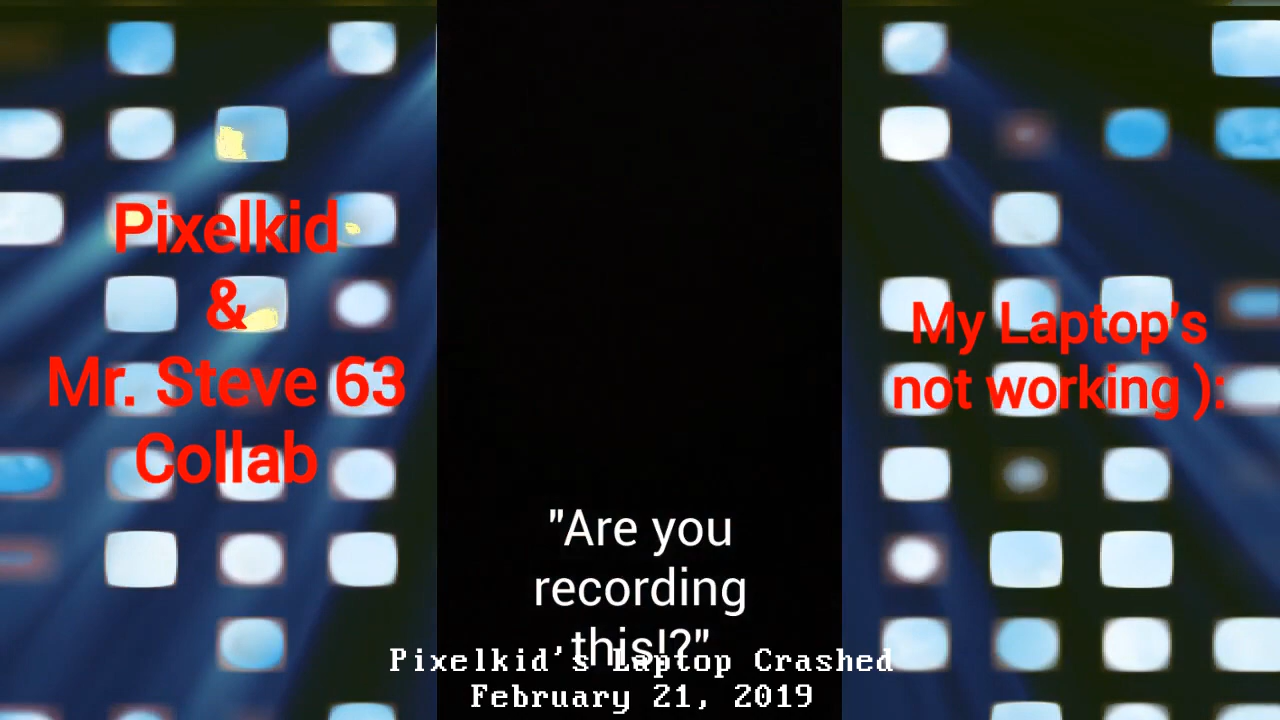 Pixelkid
&
Mr. Steve 63
Collab
"Are you
recording
this!?"
My Laptop's
not working ):
Pixelkid's Laptop Crashed
February 21, 2019